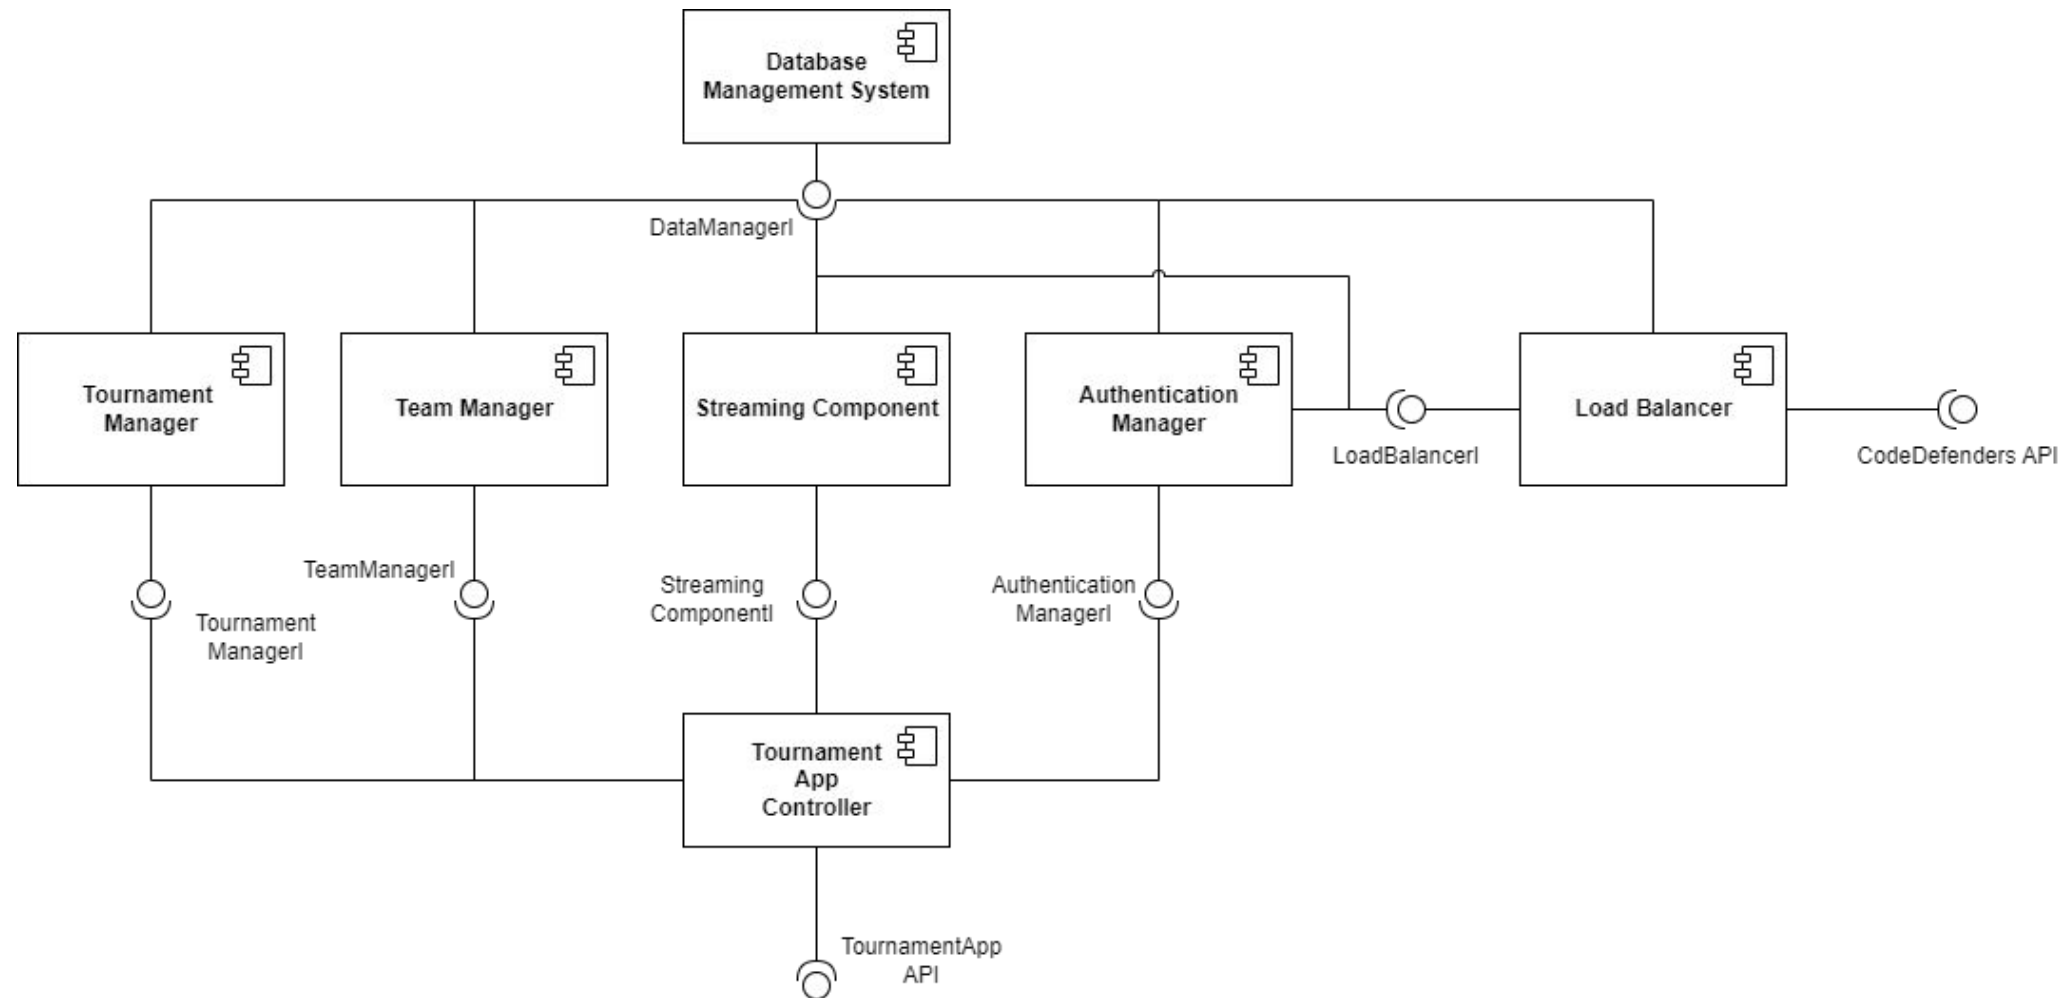 Database
Management System
DataManagerI
Tournament
Manager
Team Manager
Streaming Component
Authentication
Manager
Load Balancer
LoadBalancerI
CodeDefenders API
TeamManagerI
Tournament
ManagerI
Streaming
ComponentI
Authentication
ManagerI
Tournament
App
Controller
TournamentApp
API